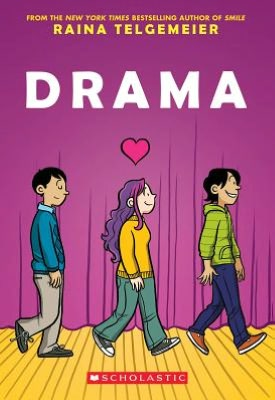 FROM THE NEW YORK TIMES BESTSELLING AUTHOR OF SMILE
RAINA TELGEMEIER
DRAMA
SCHOLASTIC